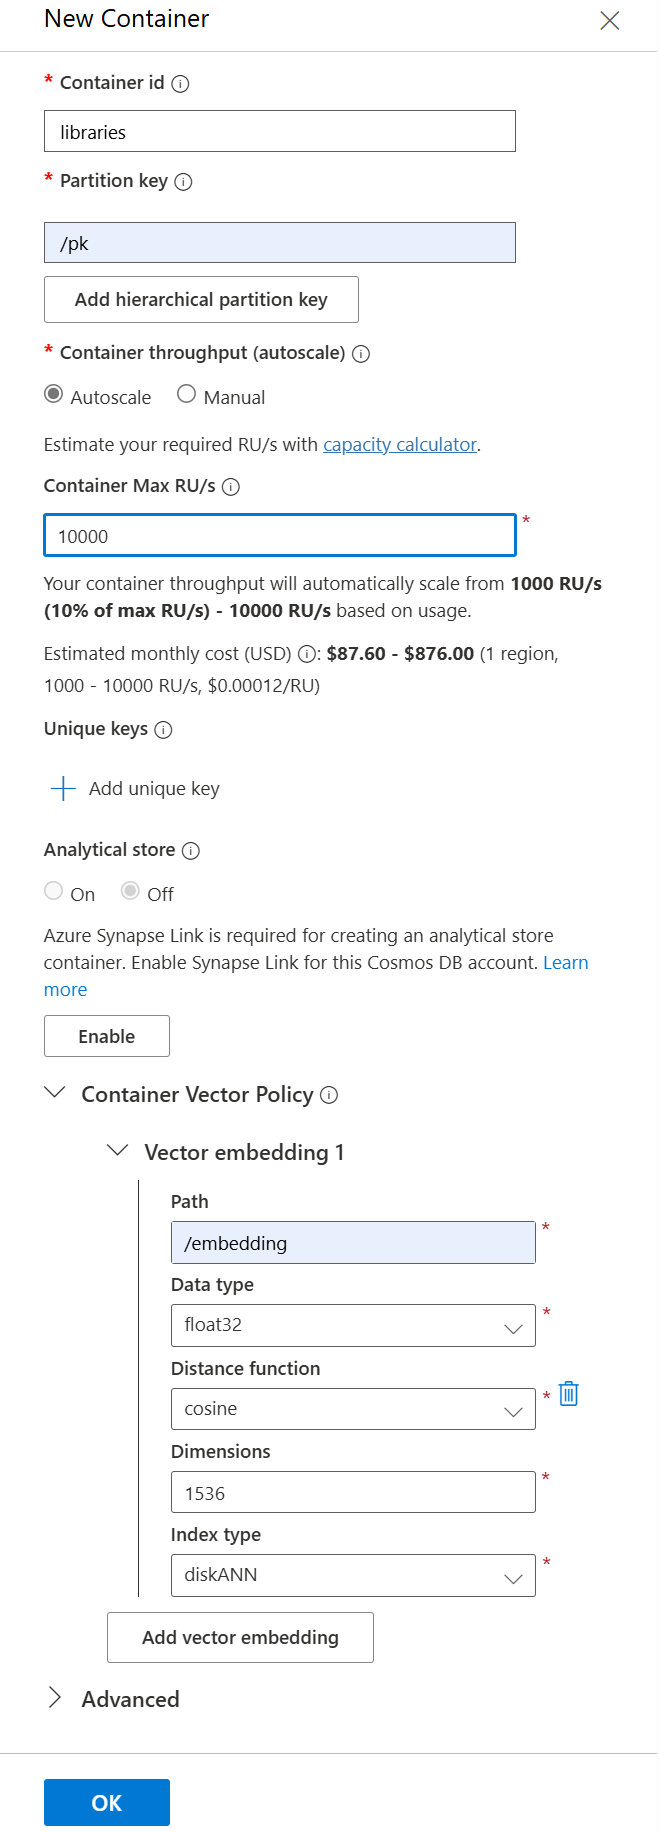 New Container
* Container id
libraries
* Partition key
/pk
Add hierarchical partition key
* Container throughput (autoscale)
Autoscale Manual
Estimate your required RU/s with capacity calculator.
Container Max RU/s
10000 *
Your container throughput will automatically scale from 1000 RU/s
(10% of max RU/s) - 10000 RU/s based on usage.
Estimated monthly cost (USD) : $87.60 - $876.00 (1 region,
1000 - 10000 RU/s, $0.00012/RU)
Unique keys
Add unique key
Analytical store
On Off
Azure Synapse Link is required for creating an analytical store
container. Enable Synapse Link for this Cosmos DB account. Learn
more
Enable
Container Vector Policy
Vector embedding 1
Path
/embedding *
Data type
float32 *
Distance function
cosine *
Dimensions
1536 *
Index type
diskANN *
Add vector embedding
Advanced
OK